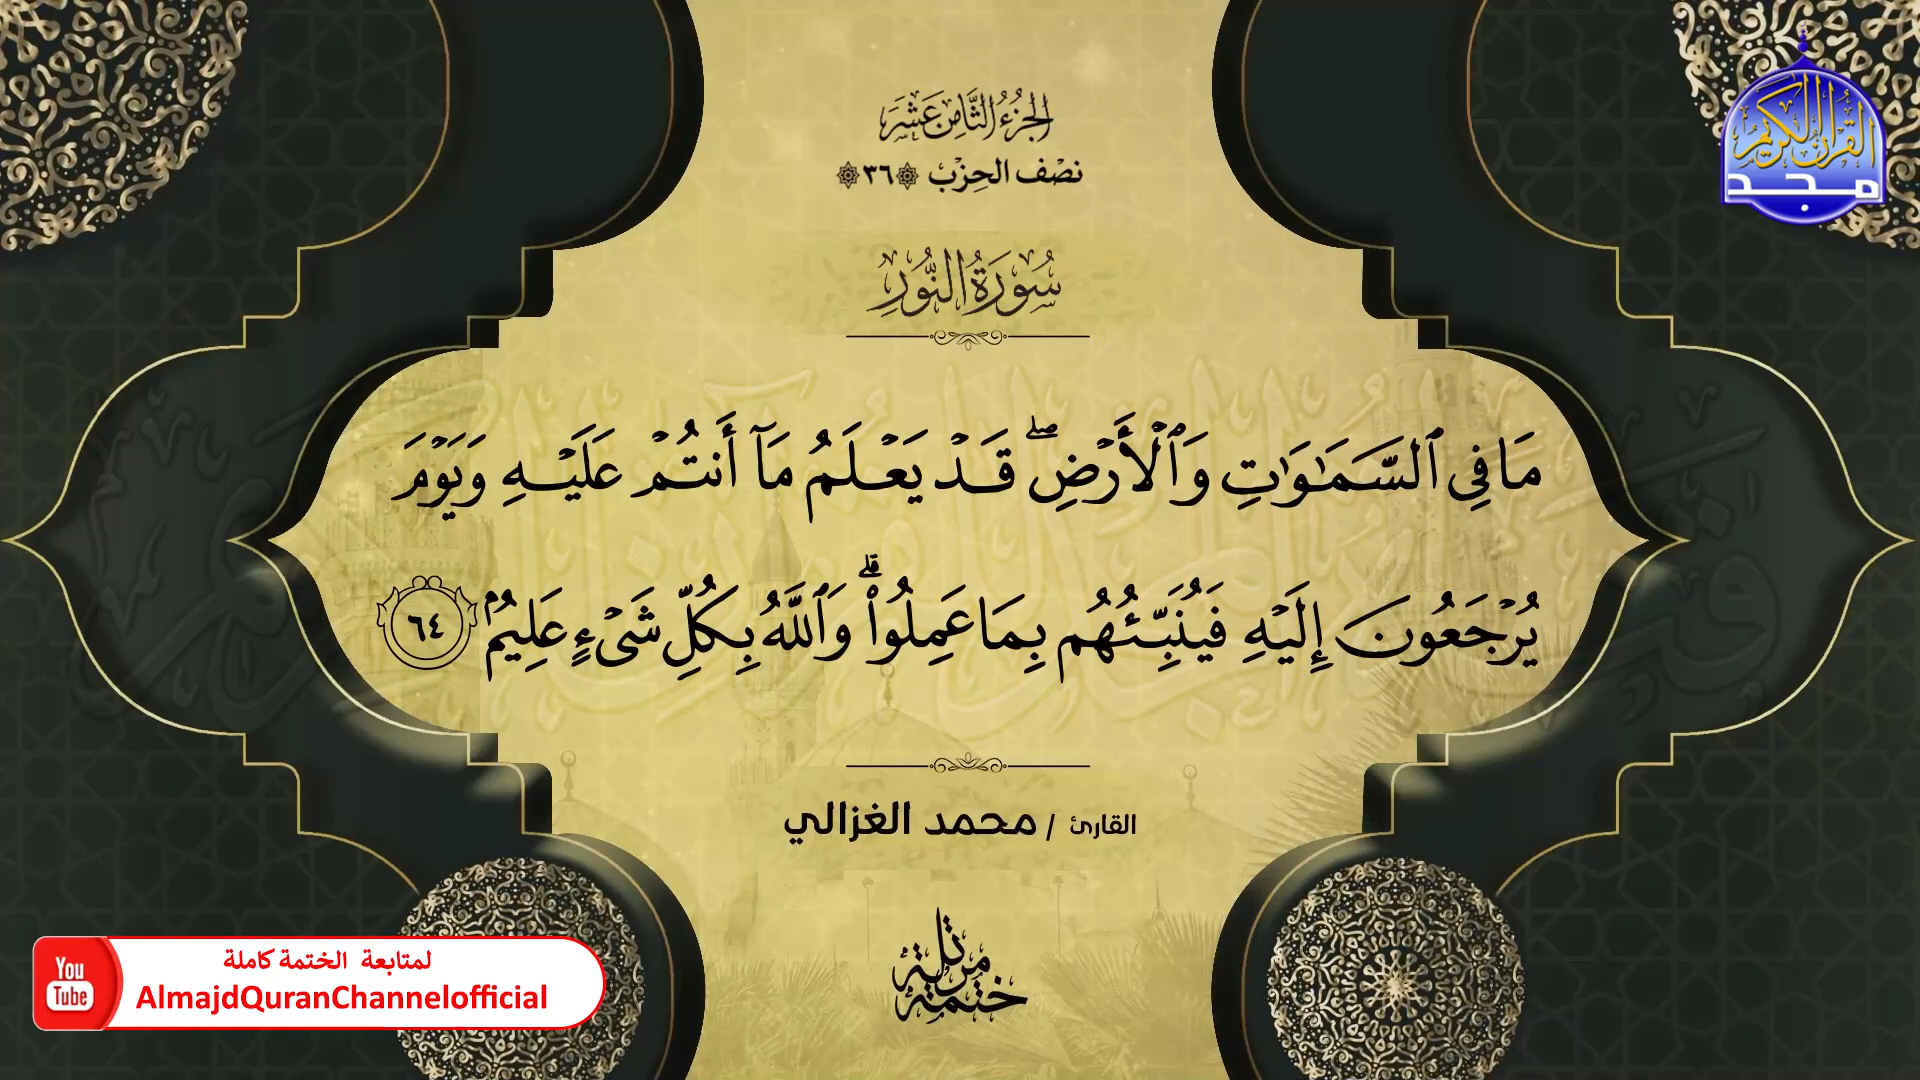 الجزء الثامن عشر
نصف الحزب ۞٣٦۞
القرآن الكريم
مجد
سورة النور
مَا فِي ٱلسَّمَٰوَٰتِ وَٱلْأَرْضِۖ قَدْ يَعْلَمُ مَآ أَنتُمْ عَلَيْهِ وَيَوْمَ
يُرْجَعُونَ إِلَيْهِ فَيُنَبِّئُهُم بِمَا عَمِلُوا۟ۗ وَٱللَّهُ بِكُلِّ شَىْءٍ عَلِيمٌۢ ٦٤
القارئ / محمد الغزالي
ختمة مرتلة
لمتابعة الختمة كاملة
You Tube AlmajdQuranChannelofficial